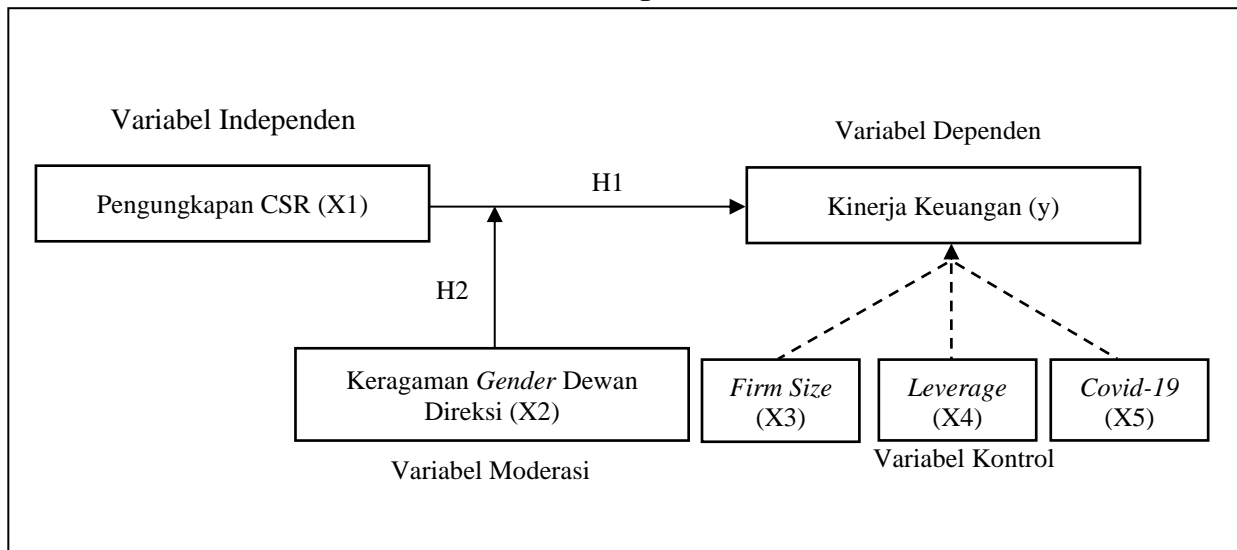 Variabel Independen
Variabel Dependen
Pengungkapan CSR (X1)
H1
Kinerja Keuangan (y)
H2
Keragaman Gender Dewan
Direksi (X2)
Firm Size
(X3)
Leverage
(X4)
Covid-19
(X5)
Variabel Moderasi
Variabel Kontrol